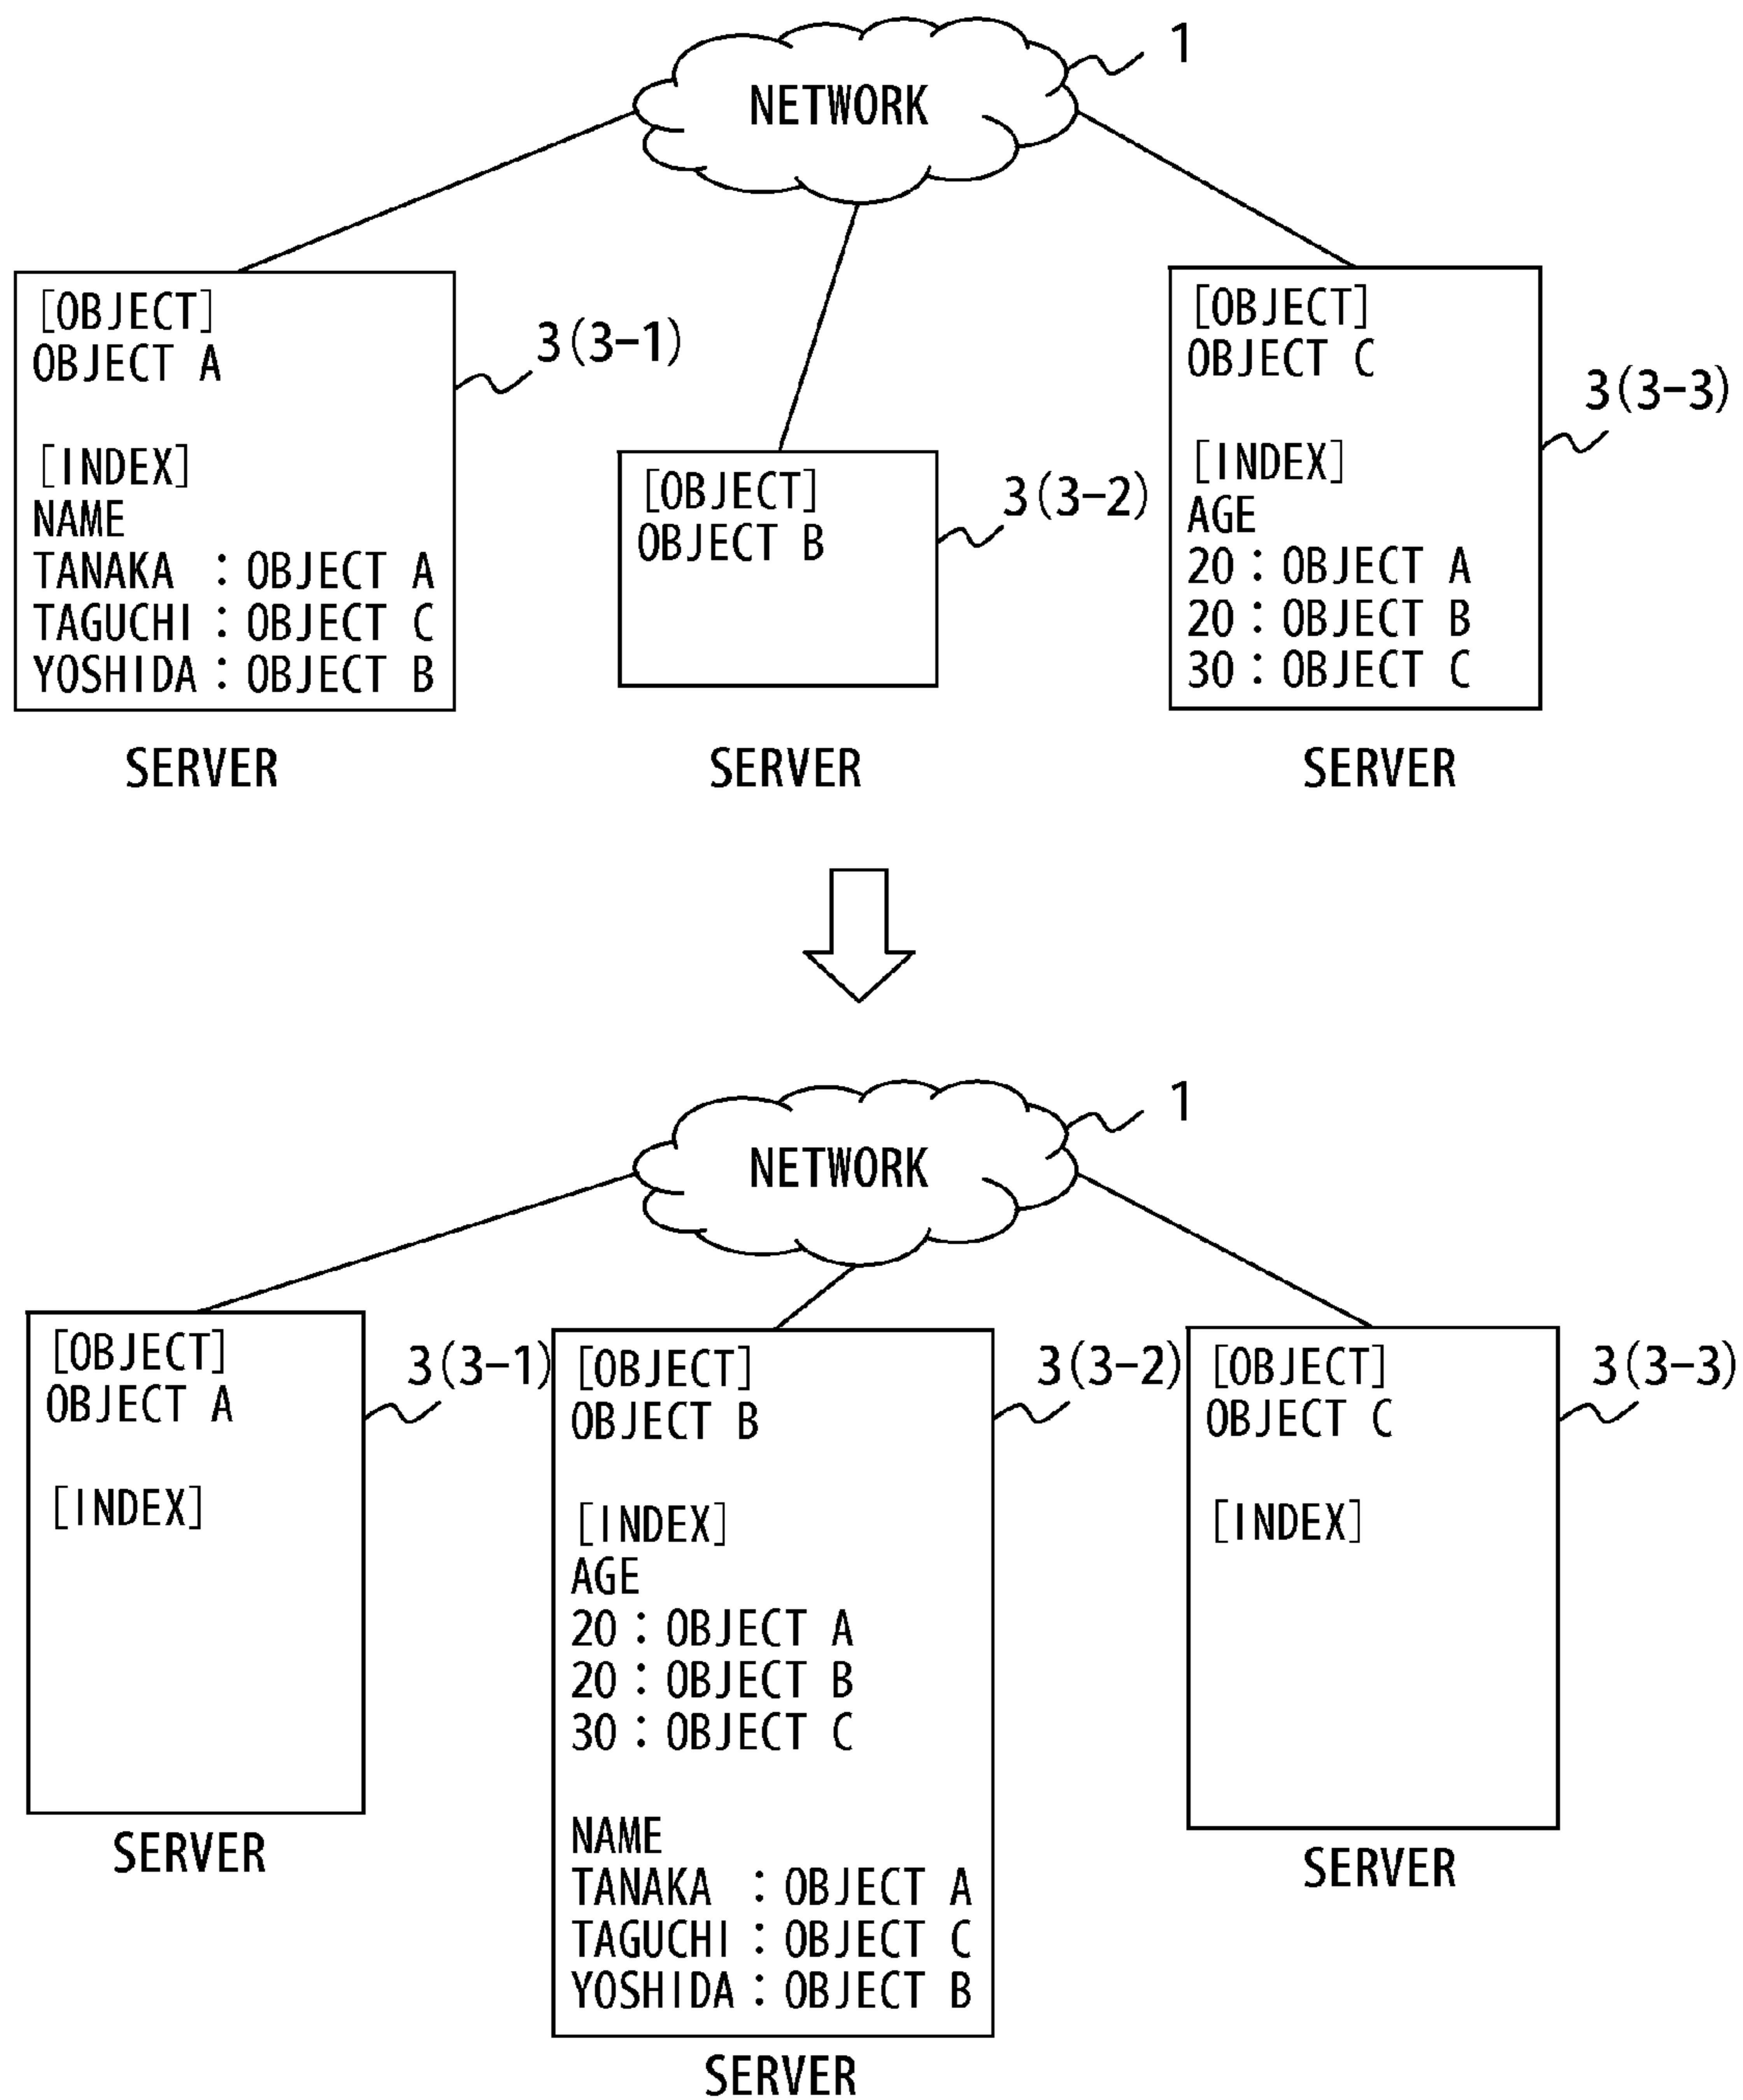 1
NETWORK
[OBJECT]
OBJECT A
[INDEX]
NAME
TANAKA : OBJECT A
TAGUCHI : OBJECT C
YOSHIDA : OBJECT B
3(3-1)
SERVER
[OBJECT]
OBJECT B
3(3-2)
SERVER
[OBJECT]
OBJECT C
[INDEX]
AGE
20 : OBJECT A
20 : OBJECT B
30 : OBJECT C
3(3-3)
SERVER
1
NETWORK
[OBJECT]
OBJECT A
[INDEX]
3(3-1)
SERVER
[OBJECT]
OBJECT B
[INDEX]
AGE
20 : OBJECT A
20 : OBJECT B
30 : OBJECT C
NAME
TANAKA : OBJECT A
TAGUCHI : OBJECT C
YOSHIDA : OBJECT B
3(3-2)
SERVER
[OBJECT]
OBJECT C
[INDEX]
3(3-3)
SERVER